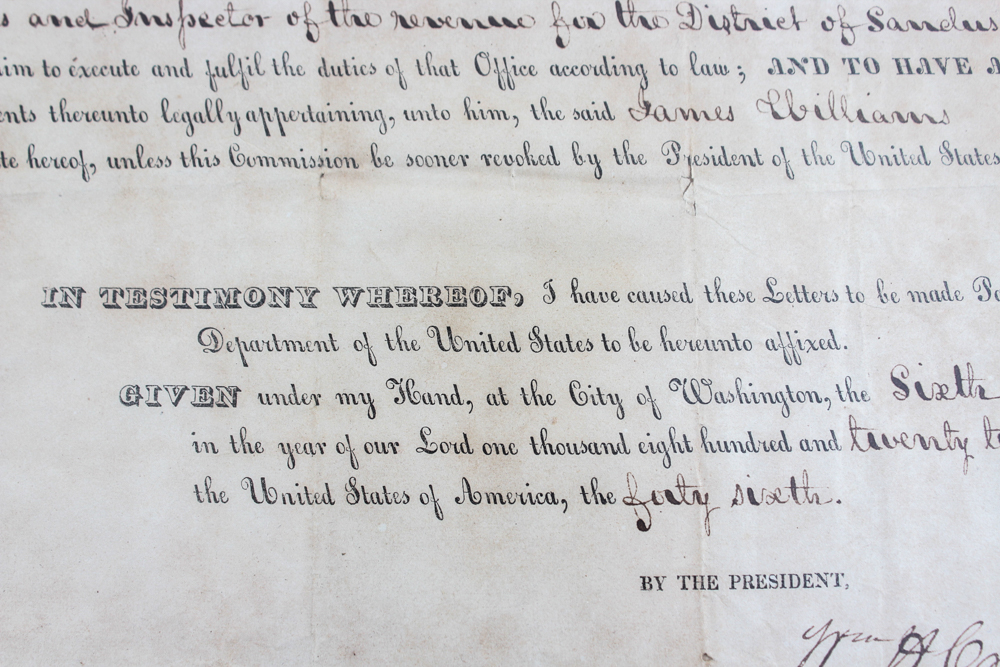 and Inspector of the revenue for the District of Sandus
im to execute and fulfil the duties of that Office according to law; AND TO HAVE A
ents thereunto legally appertaining, unto him, the said James Williams
te hereof, unless this Commission be sooner revoked by the President of the United States
IN TESTIMONY WHEREOF, I have caused these Letters to be made Pa
Department of the United States to be hereunto affixed.
GIVEN under my Hand, at the City of Washington, the Sixth
in the year of our Lord one thousand eight hundred and twenty t
the United States of America, the forty sixth.
BY THE PRESIDENT,
Wm H C